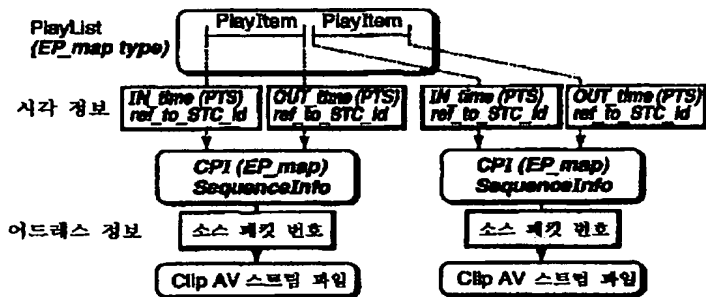 PlayList
(EP_map type)
PlayItem PlayItem
시각 정보
IN_time (PTS)
ref_to_STC_id
OUT_time (PTS)
ref_to_STC_id
IN_time (PTS)
ref_to_STC_id
OUT_time (PTS)
ref_to_STC_id
CPI (EP_map)
SequenceInfo
CPI (EP_map)
SequenceInfo
어드레스 정보
소스 패킷 번호
소스 패킷 번호
Clip AV 스트림 파일
Clip AV 스트림 파일